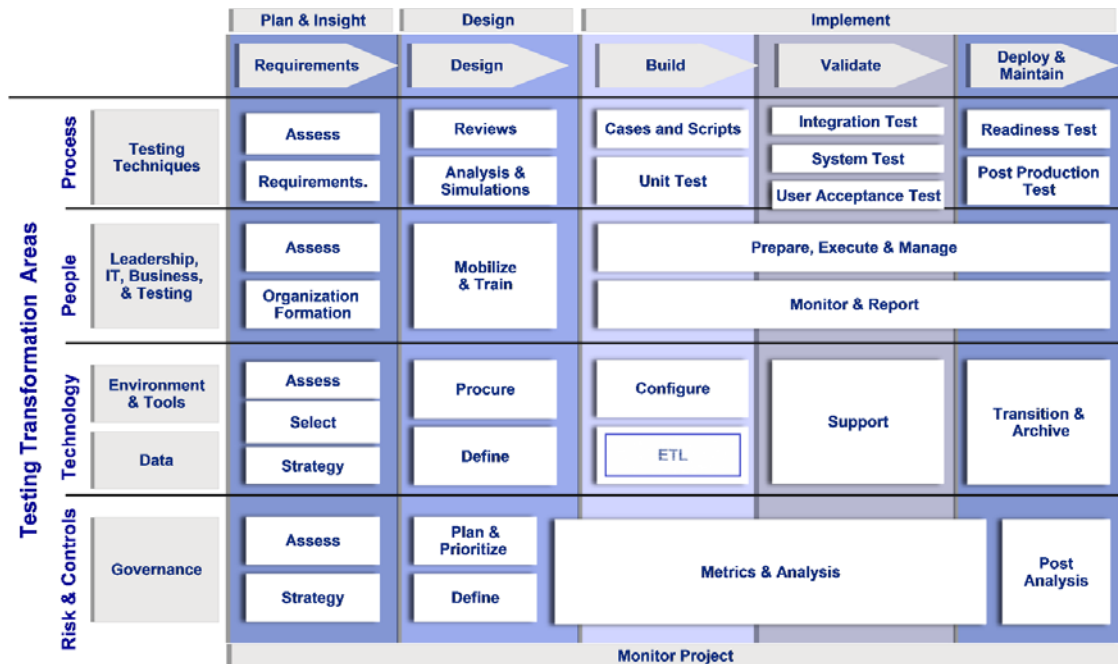 Plan & Insight
Design
Implement
Requirements
Design
Build
Validate
Deploy &
Maintain
Testing Transformation Areas
Process
Testing
Techniques
Assess
Requirements.
Reviews
Analysis &
Simulations
Cases and Scripts
Unit Test
Integration Test
System Test
User Acceptance Test
Readiness Test
Post Production
Test
People
Leadership,
IT, Business,
& Testing
Assess
Organization
Formation
Mobilize
& Train
Prepare, Execute & Manage
Monitor & Report
Technology
Environment
& Tools
Data
Assess
Select
Strategy
Procure
Define
Configure
ETL
Support
Transition &
Archive
Risk & Controls
Governance
Assess
Strategy
Plan &
Prioritize
Define
Metrics & Analysis
Post
Analysis
Monitor Project